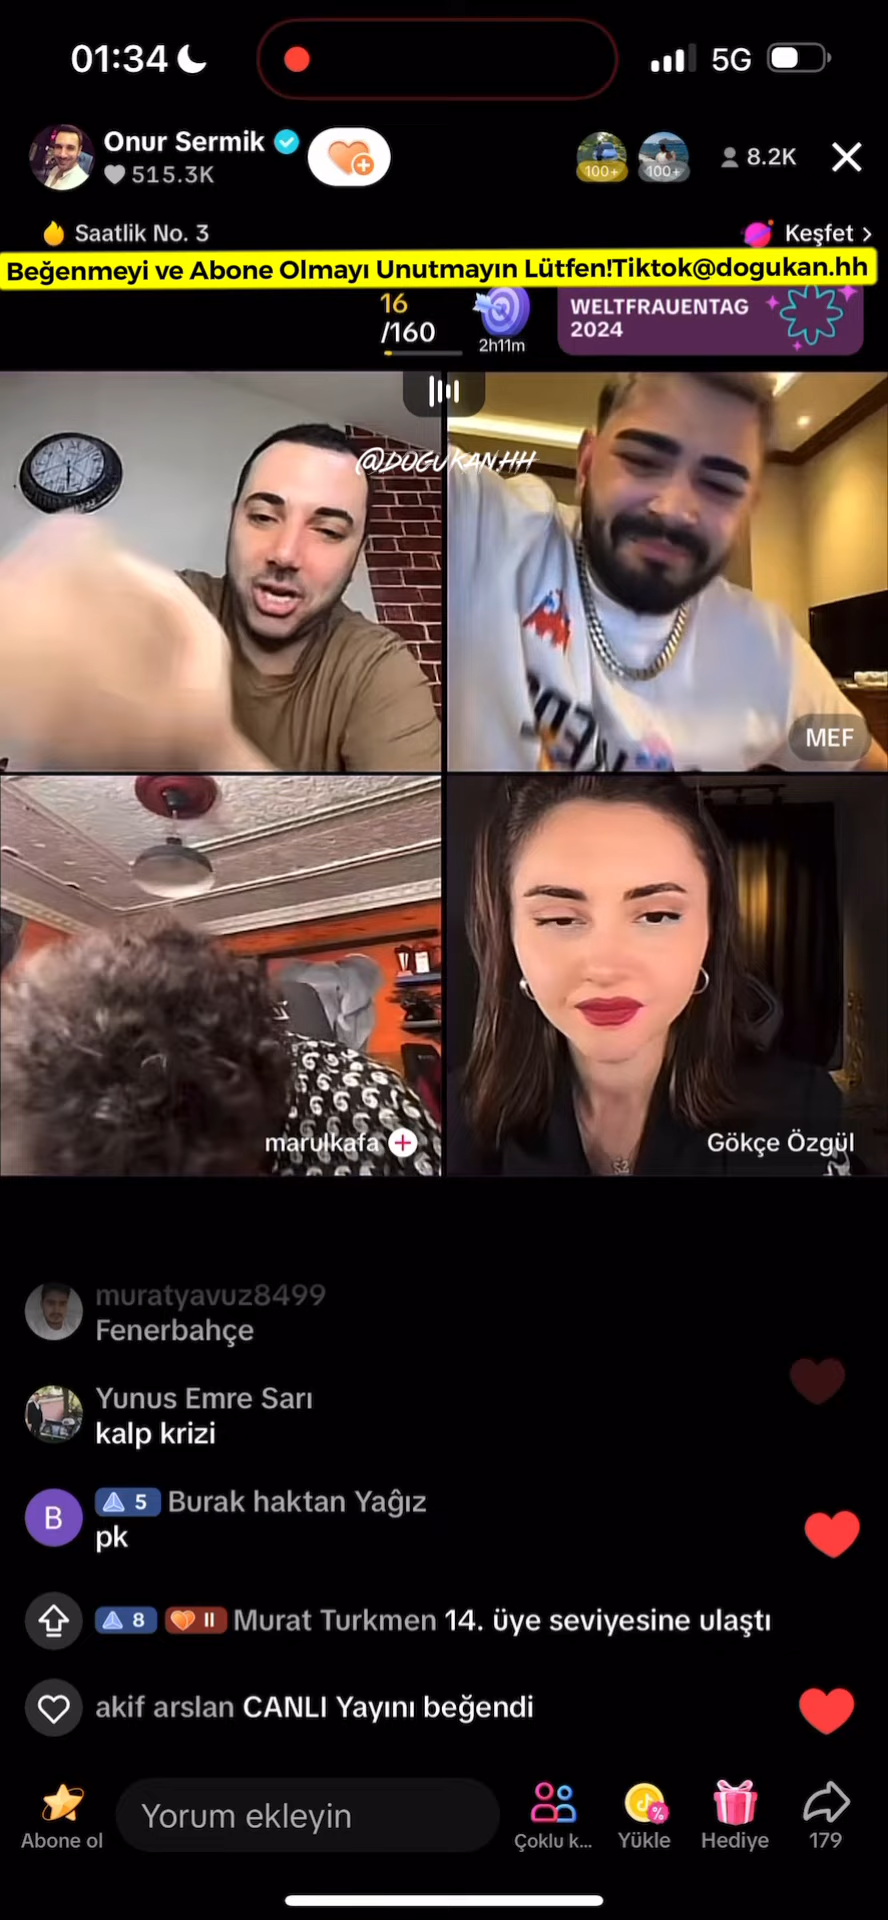 01:34
5G
Onur Sermik
515.3K
100+
100+
8.2K
Saatlik No. 3
Keşfet >
Beğenmeyi ve Abone Olmayı Unutmayın Lütfen!Tiktok@dogukan.hh
16
/160
2h11m
WELTFRAUENTAG
2024
@DOGUKAN.HH
MEF
marulkafa
Gökçe Özgül
muratyavuz8499
Fenerbahçe
Yunus Emre Sarı
kalp krizi
B
5 Burak haktan Yağız
pk
8 II Murat Turkmen 14. üye seviyesine ulaştı
akif arslan CANLI Yayını beğendi
Abone ol
Yorum ekleyin
Çoklu k...
Yükle
Hediye
179